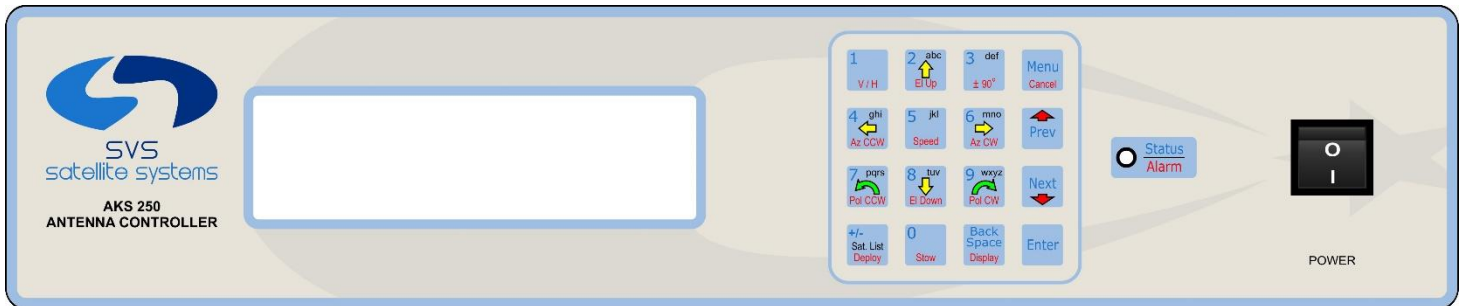 SVS
satellite systems
AKS 250
ANTENNA CONTROLLER
1
V / H
2 abc
El Up
3 def
± 90°
Menu
Cancel
4 ghi
Az CCW
5 jkl
Speed
6 mno
Az CW
Prev
7 pqrs
Pol CCW
8 tuv
El Down
9 wxyz
Pol CW
Next
+/-
Sat. List
Deploy
0
Stow
Back
Space
Display
Enter
Status
Alarm
O
I
POWER